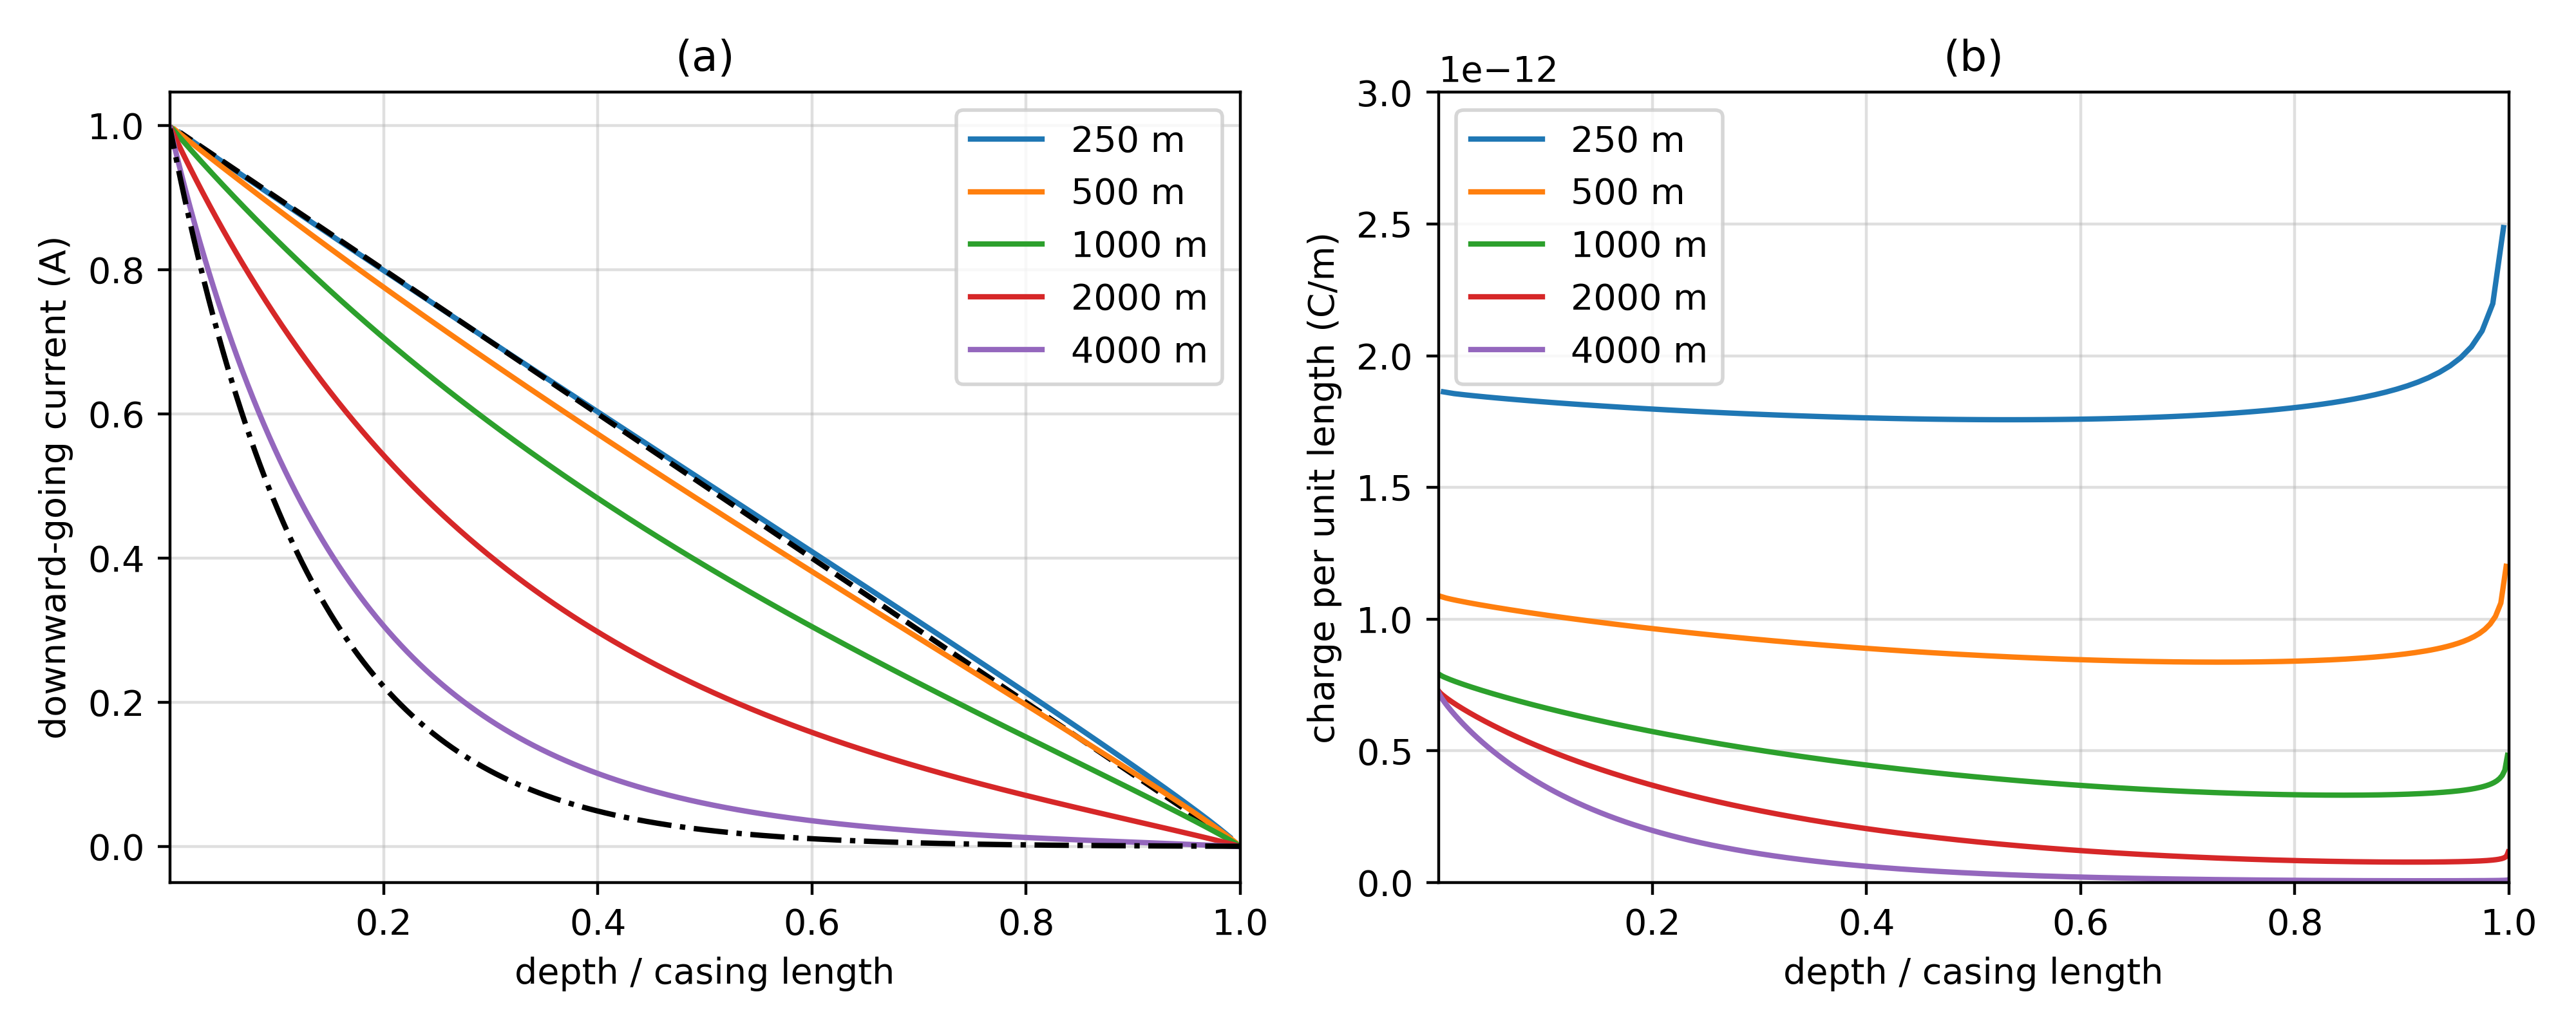 (a)
downward-going current (A)
1.0
0.8
0.6
0.4
0.2
0.0
0.2
0.4
0.6
0.8
1.0
depth / casing length
250 m
500 m
1000 m
2000 m
4000 m
(b)
1e−12
charge per unit length (C/m)
3.0
2.5
2.0
1.5
1.0
0.5
0.0
0.2
0.4
0.6
0.8
1.0
depth / casing length
250 m
500 m
1000 m
2000 m
4000 m